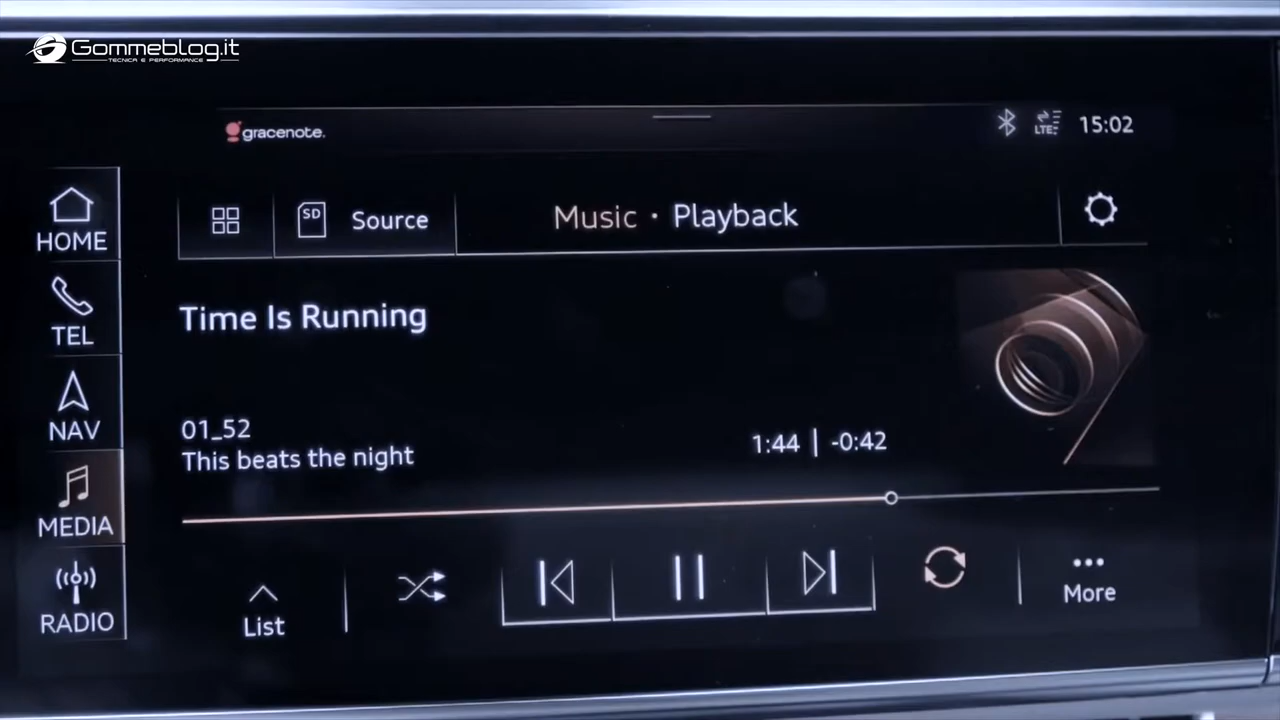 Gommeblog.it
TECNICA E PERFORMANCE
gracenote.
LTE
15:02
HOME
SD
Source
Music • Playback
TEL
Time Is Running
NAV
01_52
This beats the night
1:44 | -0:42
MEDIA
RADIO
List
More